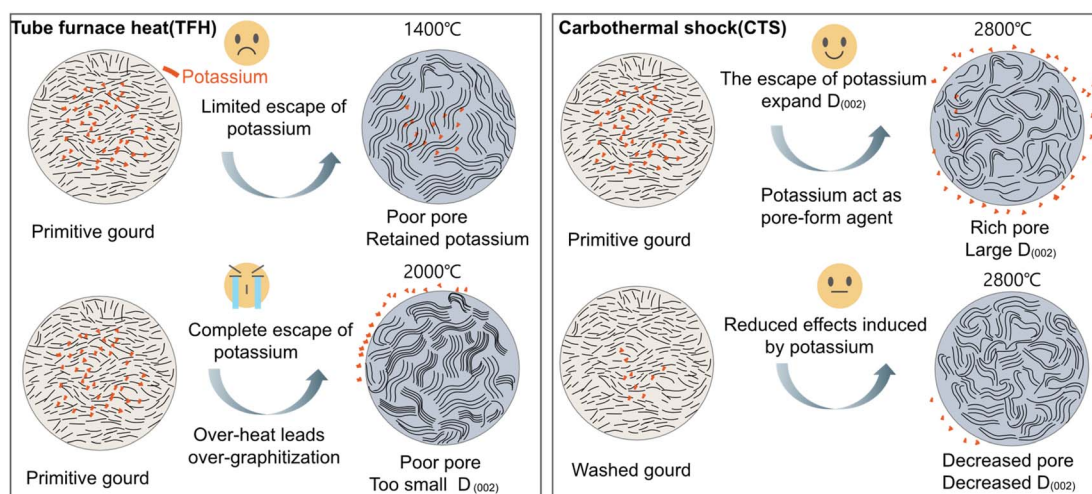 Tube furnace heat(TFH)
Potassium
Limited escape of
potassium
1400℃
Primitive gourd
Poor pore
Retained potassium
2000℃
Complete escape of
potassium
Over-heat leads
over-graphitization
Primitive gourd
Poor pore
Too small D(002)
Carbothermal shock(CTS)
2800℃
The escape of potassium
expand D(002)
Potassium act as
pore-form agent
Primitive gourd
Rich pore
Large D(002)
2800℃
Reduced effects induced
by potassium
Washed gourd
Decreased pore
Decreased D(002)